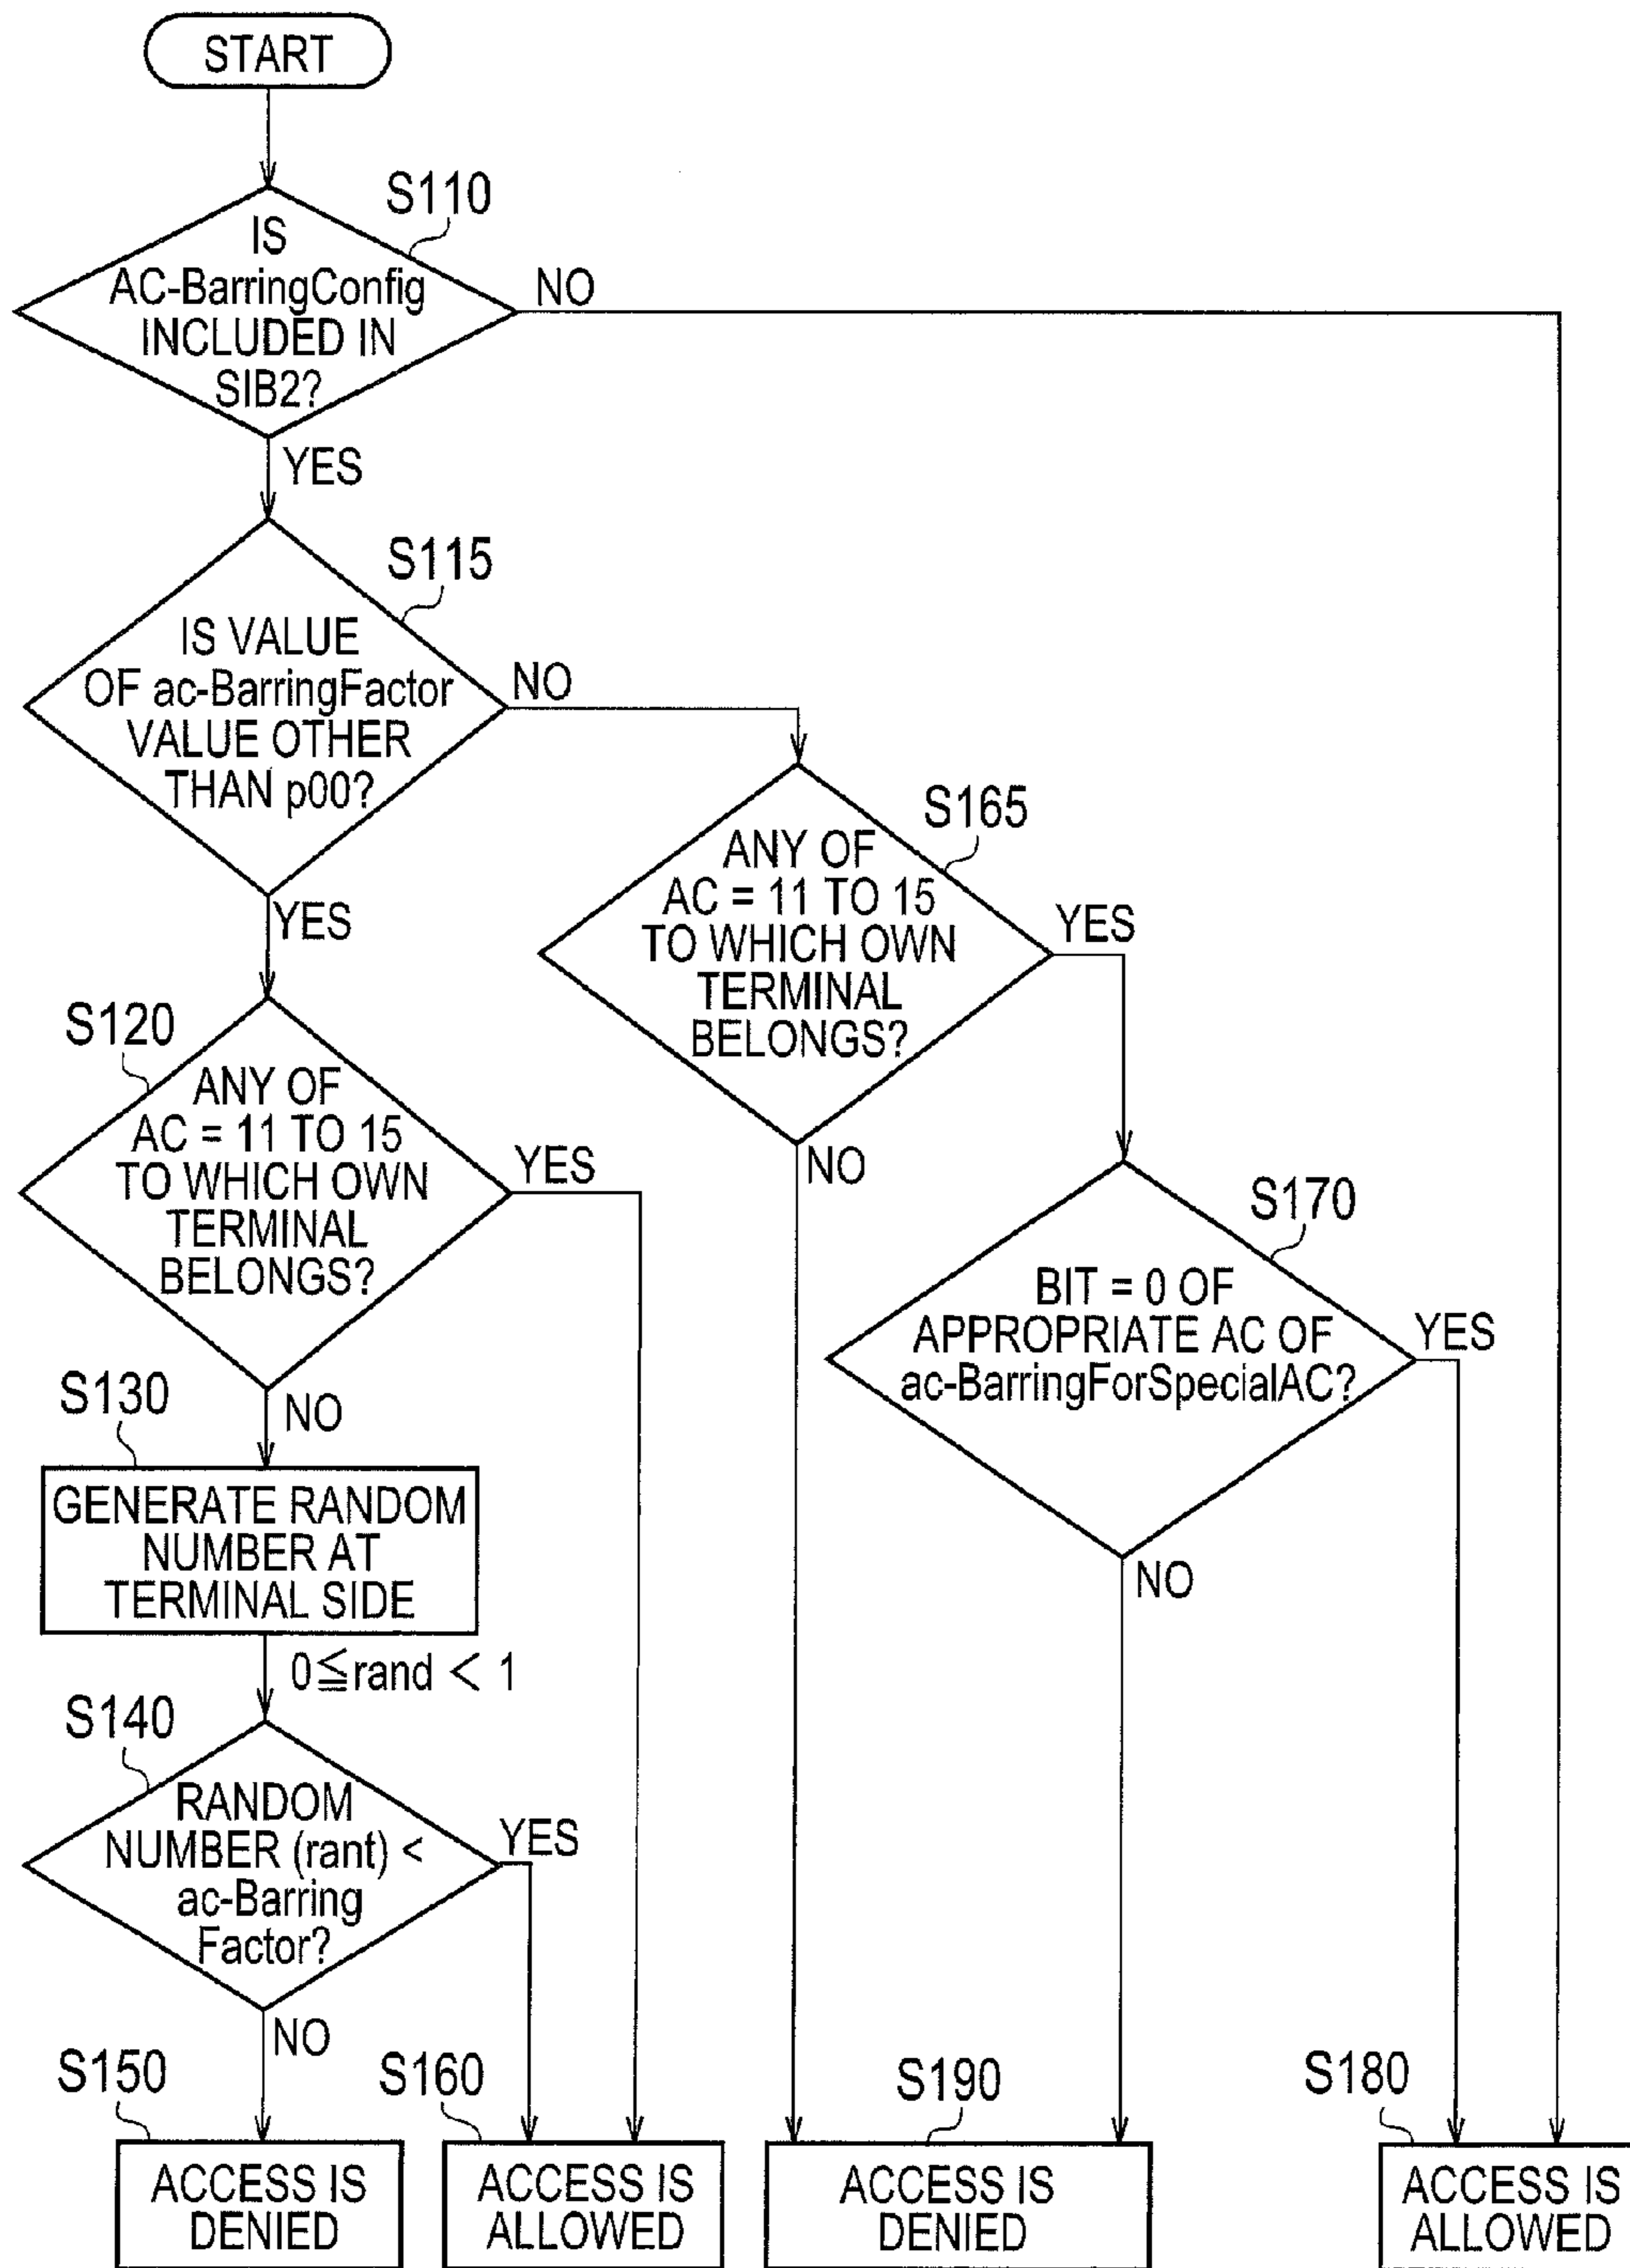 START
S110
IS
AC-BarringConfig
INCLUDED IN
SIB2?
NO
YES
S115
IS VALUE
OF ac-BarringFactor
VALUE OTHER
THAN p00?
NO
YES
S165
ANY OF
AC = 11 TO 15
TO WHICH OWN
TERMINAL
BELONGS?
YES
NO
S120
ANY OF
AC = 11 TO 15
TO WHICH OWN
TERMINAL
BELONGS?
YES
NO
S170
BIT = 0 OF
APPROPRIATE AC OF
ac-BarringForSpecialAC?
YES
NO
S130
GENERATE RANDOM
NUMBER AT
TERMINAL SIDE
0≦rand < 1
S140
RANDOM
NUMBER (rant) <
ac-Barring
Factor?
YES
NO
S150
ACCESS IS
DENIED
S160
ACCESS IS
ALLOWED
S190
ACCESS IS
DENIED
S180
ACCESS IS
ALLOWED